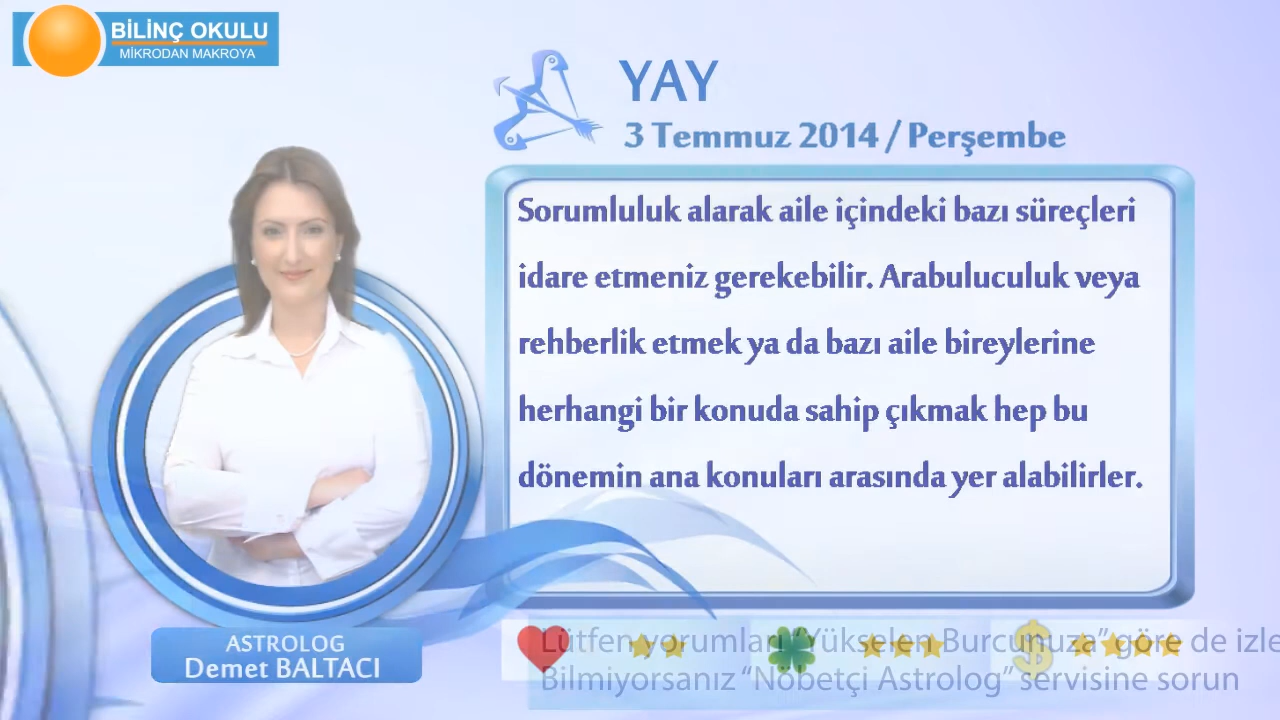 BİLİNÇ OKULU
MİKRODAN MAKROYA
YAY
3 Temmuz 2014 / Perşembe
Sorumluluk alarak aile içindeki bazı süreçleri
idare etmeniz gerekebilir. Arabuluculuk veya
rehberlik etmek ya da bazı aile bireylerine
herhangi bir konuda sahip çıkmak hep bu
dönemin ana konuları arasında yer alabilirler.
ASTROLOG
Demet BALTACI
Lütfen yorumları "Yükselen Burcunuza" göre de izle
Bilmiyorsanız "Nöbetçi Astrolog" servisine sorun